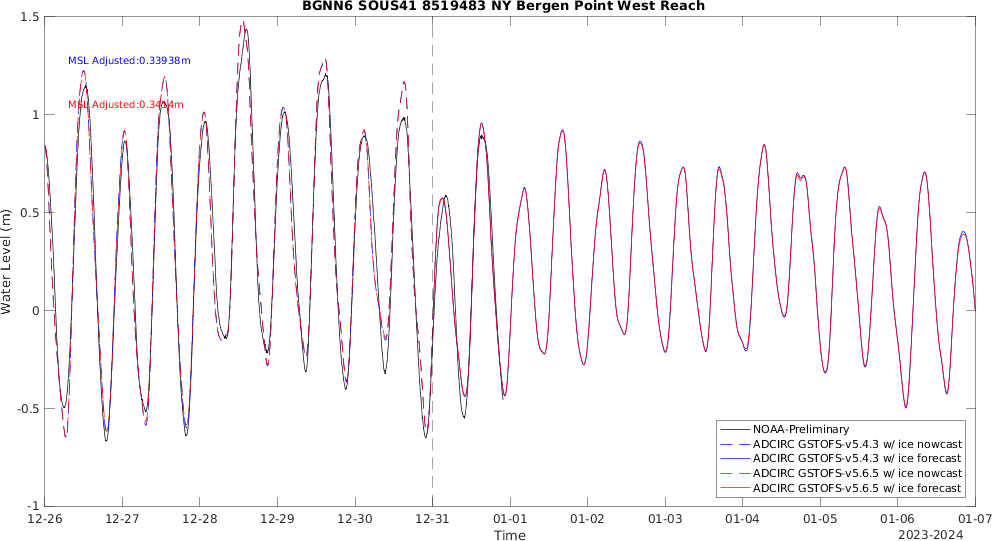 BGNN6 SOUS41 8519483 NY Bergen Point West Reach
1.5
MSL Adjusted:0.33938m
1
MSL Adjusted:0.3444m
0.5
Water Level (m)
0
-0.5
-1
NOAA-Preliminary
ADCIRC GSTOFS-v5.4.3 w/ ice nowcast
ADCIRC GSTOFS-v5.4.3 w/ ice forecast
ADCIRC GSTOFS-v5.6.5 w/ ice nowcast
ADCIRC GSTOFS-v5.6.5 w/ ice forecast
12-26 12-27 12-28 12-29 12-30 12-31 01-01 01-02 01-03 01-04 01-05 01-06 01-07
Time
2023-2024